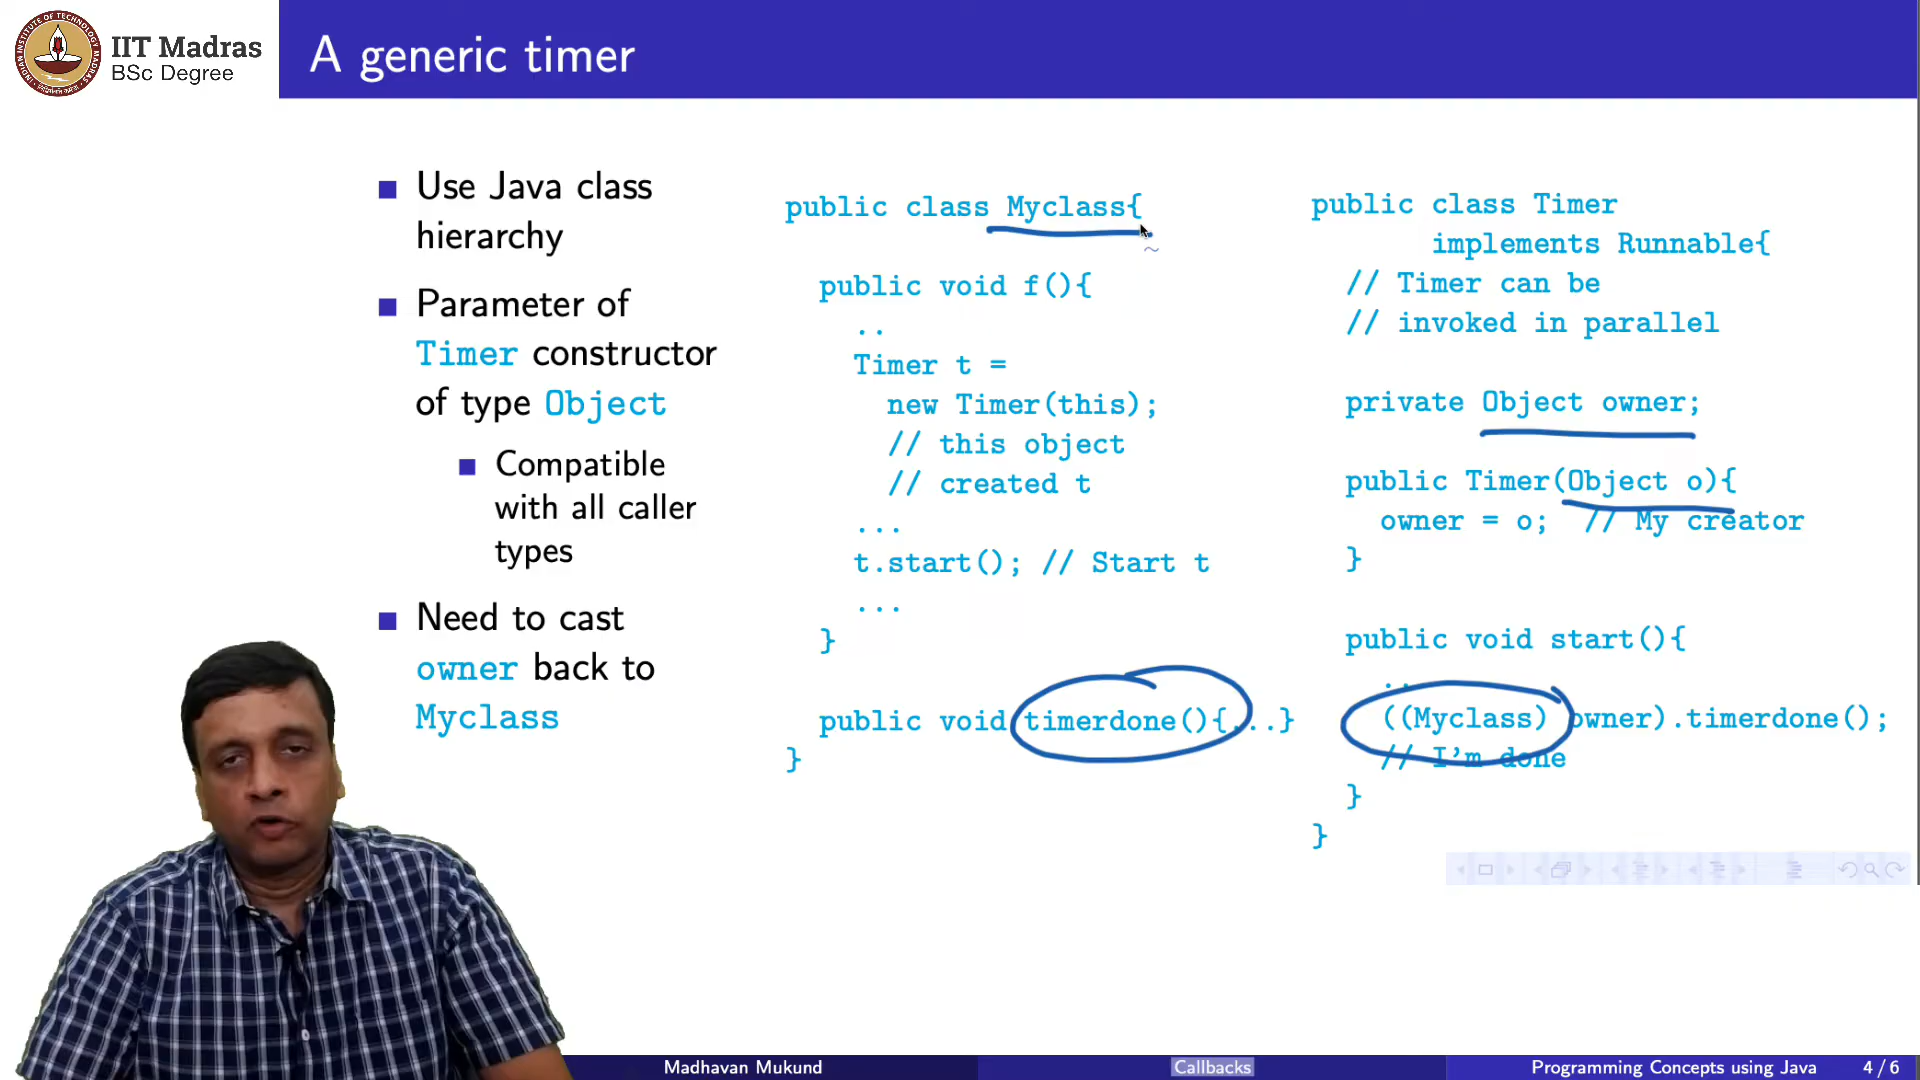 IIT Madras
BSc Degree
A generic timer
Use Java class
hierarchy
Parameter of
Timer constructor
of type Object
Compatible
with all caller
types
Need to cast
owner back to
Myclass
public class Myclass{
public void f(){
..
Timer t =
new Timer(this);
// this object
// created t
...
t.start(); // Start t
...
}
public void timerdone(){...}
}
public class Timer
implements Runnable{
// Timer can be
// invoked in parallel
private Object owner;
public Timer(Object o){
owner = o; // My creator
}
public void start(){
..
((Myclass) owner).timerdone();
// I'm done
}
}
Madhavan Mukund
Callbacks
Programming Concepts using Java
4 / 6